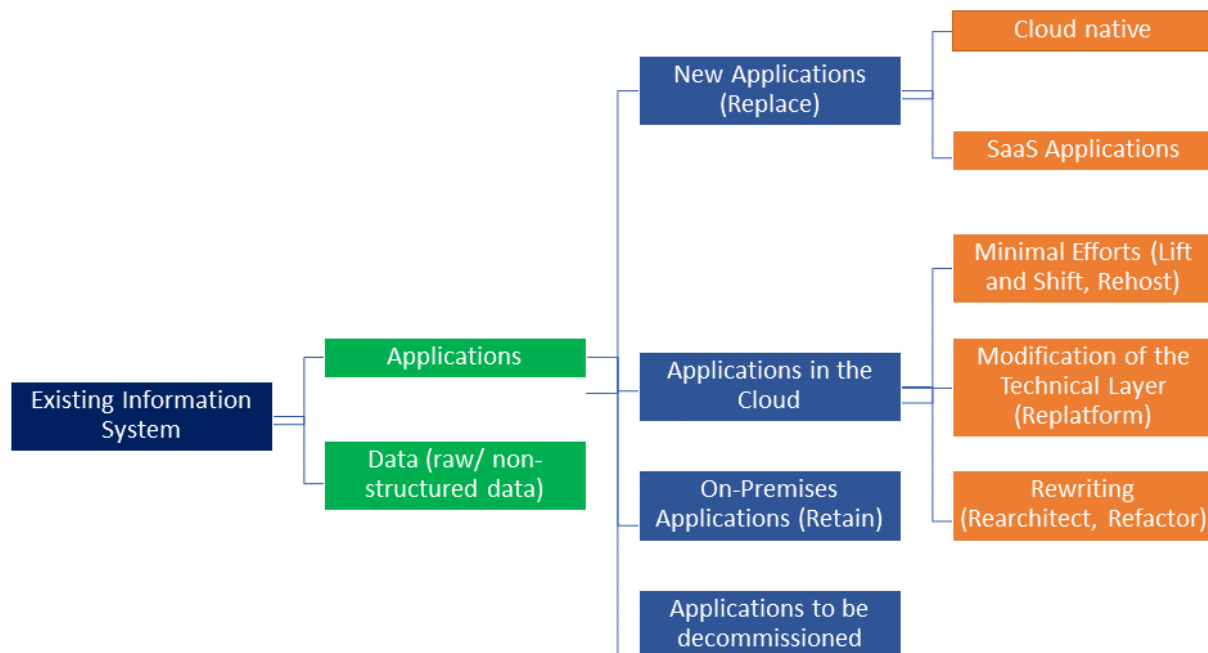 Cloud native
New Applications
(Replace)
SaaS Applications
Minimal Efforts (Lift
and Shift, Rehost)
Applications
Modification of the
Technical Layer
(Replatform)
Applications in the
Cloud
Existing Information
System
Data (raw/ non-
structured data)
On-Premises
Applications (Retain)
Rewriting
(Rearchitect, Refactor)
Applications to be
decommissioned